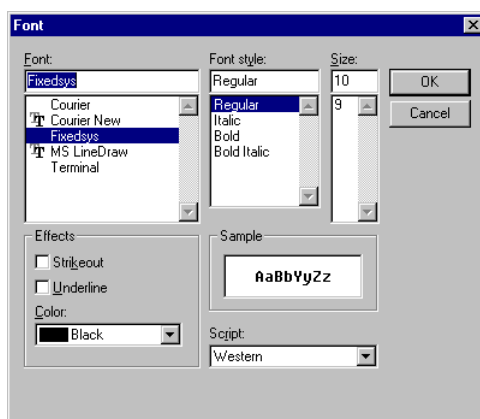 Font
Font:
Fixedsys
Courier
Courier New
Fixedsys
MS LineDraw
Terminal
Font style:
Regular
Regular
Italic
Bold
Bold Italic
Size:
10
9
OK
Cancel
Effects
Strikeout
Underline
Color:
Black
Sample
AaBbYyZz
Script:
Western